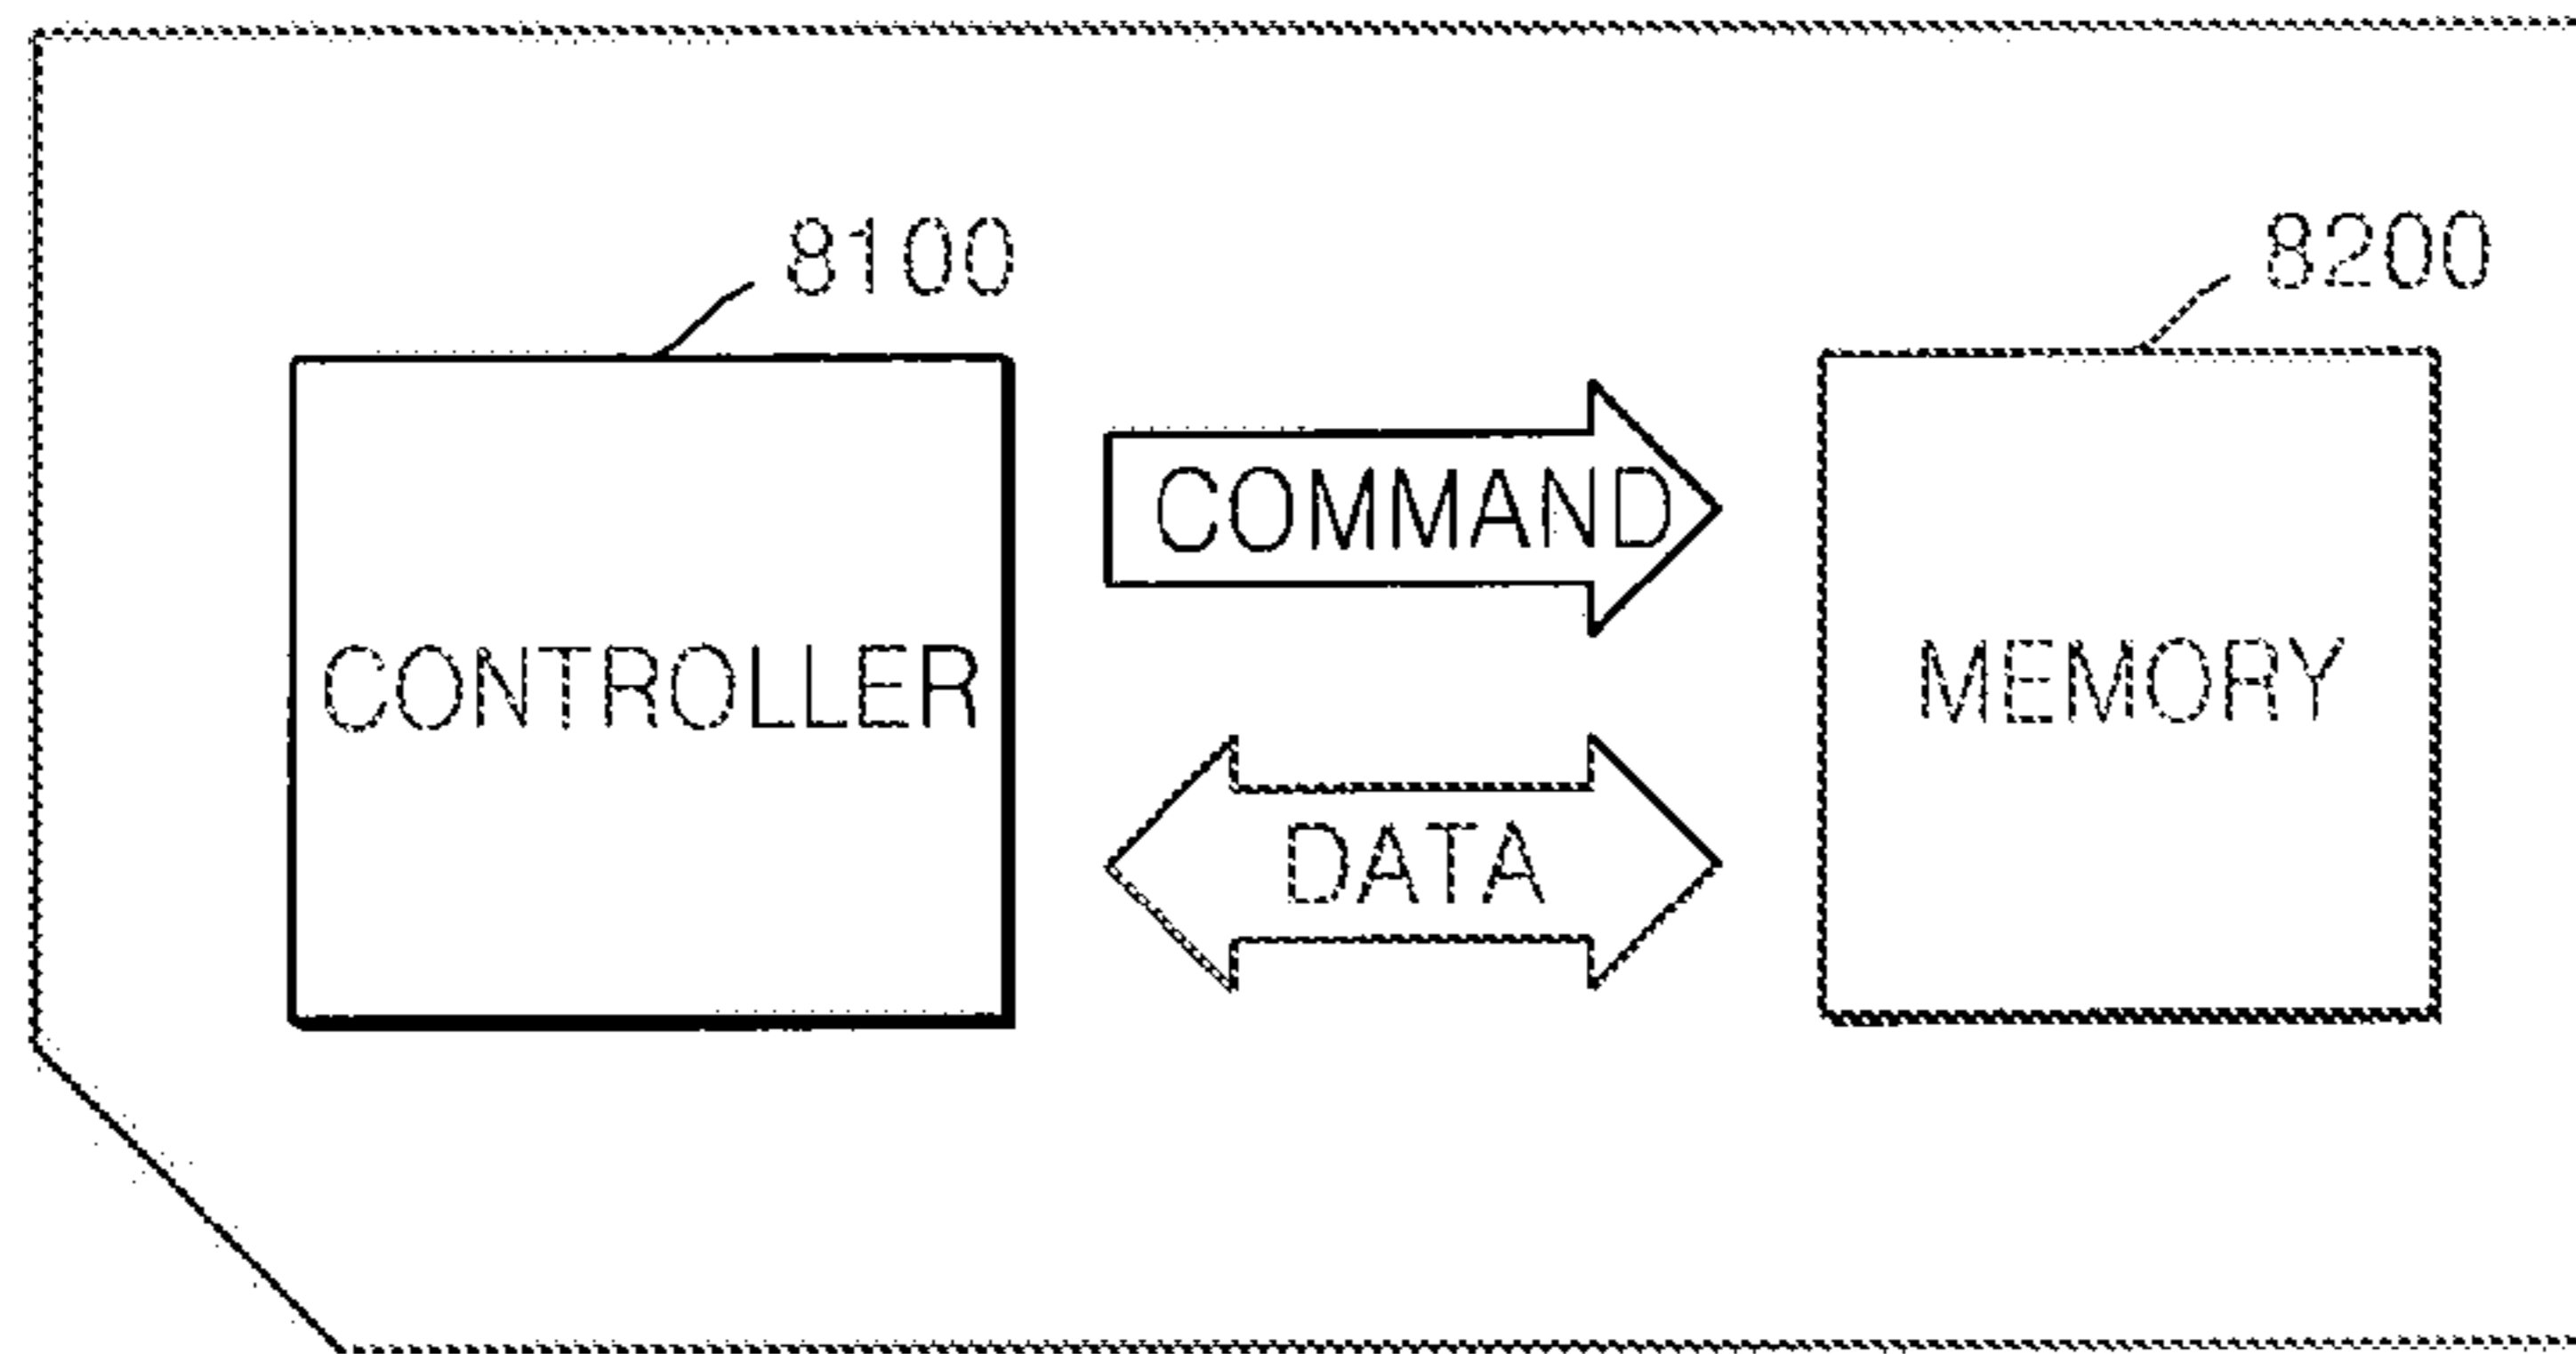 8100
8200
COMMAND
CONTROLLER
MEMORY
DATA